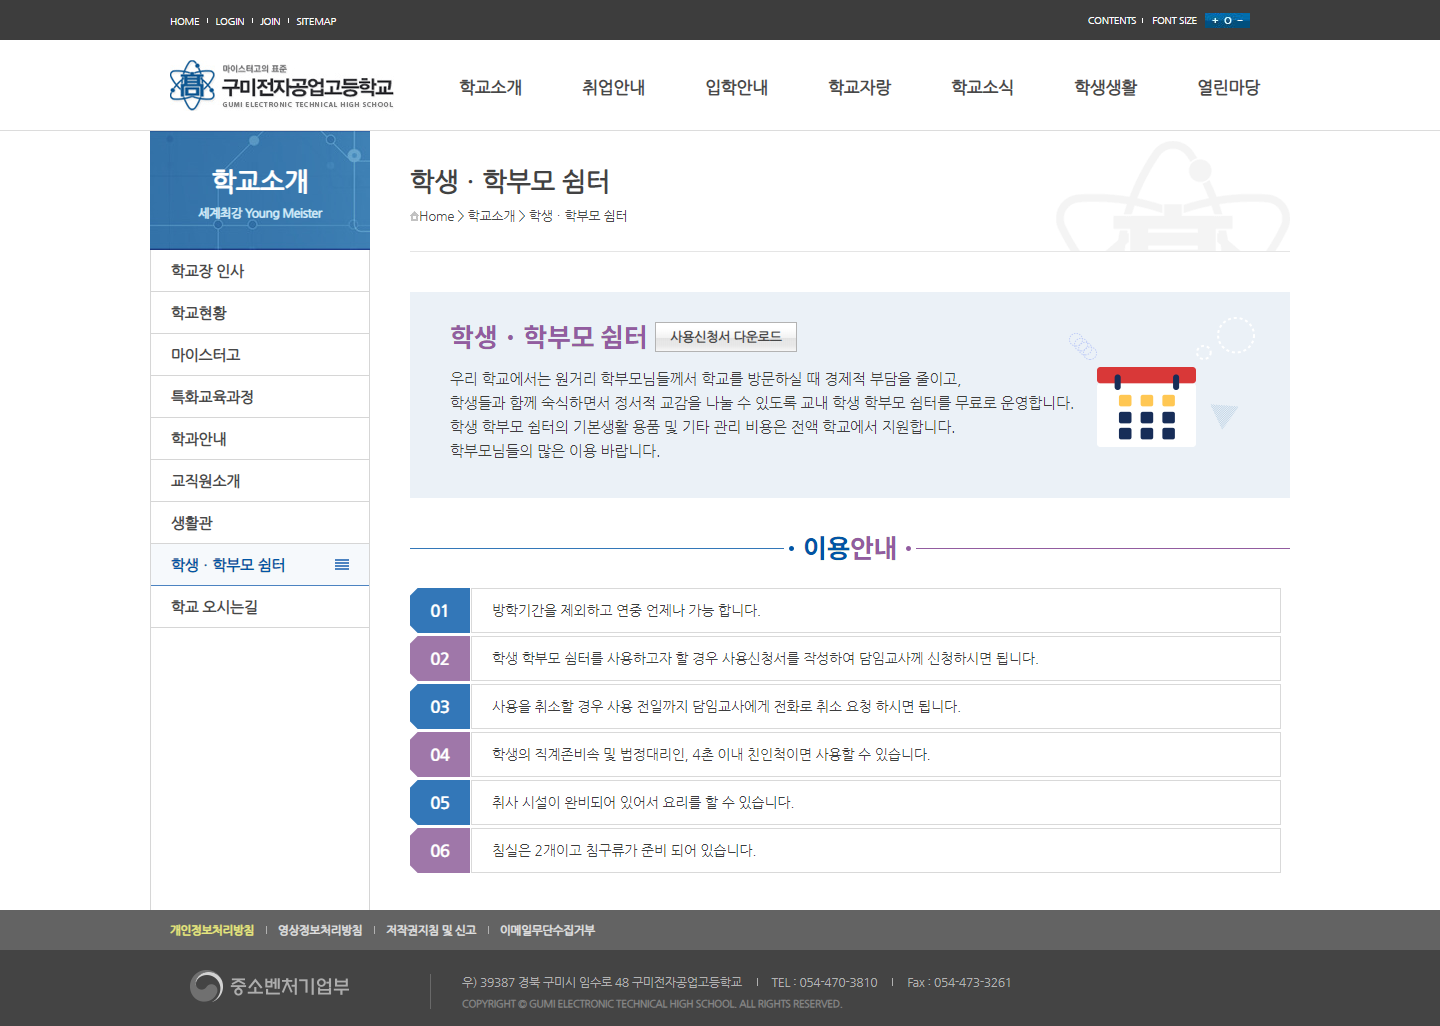 HOME LOGIN JOIN SITEMAP
CONTENTS FONT SIZE + O -
마이스터고의 표준
구미전자공업고등학교
GUMI ELECTRONIC TECHNICAL HIGH SCHOOL
학교소개 취업안내 입학안내 학교자랑 학교소식 학생생활 열린마당
학교소개
세계최강 Young Meister
학교장 인사
학교현황
마이스터고
특화교육과정
학과안내
교직원소개
생활관
학생 · 학부모 쉼터
학교 오시는길
학생 · 학부모 쉼터
Home > 학교소개 > 학생 · 학부모 쉼터
학생 · 학부모 쉼터 사용신청서 다운로드
우리 학교에서는 원거리 학부모님들께서 학교를 방문하실 때 경제적 부담을 줄이고,
학생들과 함께 숙식하면서 정서적 교감을 나눌 수 있도록 교내 학생 학부모 쉼터를 무료로 운영합니다.
학생 학부모 쉼터의 기본생활 용품 및 기타 관리 비용은 전액 학교에서 지원합니다.
학부모님들의 많은 이용 바랍니다.
· 이용안내 ·
01 방학기간을 제외하고 연중 언제나 가능 합니다.
02 학생 학부모 쉼터를 사용하고자 할 경우 사용신청서를 작성하여 담임교사께 신청하시면 됩니다.
03 사용을 취소할 경우 사용 전일까지 담임교사에게 전화로 취소 요청 하시면 됩니다.
04 학생의 직계존비속 및 법정대리인, 4촌 이내 친인척이면 사용할 수 있습니다.
05 취사 시설이 완비되어 있어서 요리를 할 수 있습니다.
06 침실은 2개이고 침구류가 준비 되어 있습니다.
개인정보처리방침 영상정보처리방침 저작권지침 및 신고 이메일무단수집거부
중소벤처기업부
우) 39387 경북 구미시 임수로 48 구미전자공업고등학교 TEL : 054-470-3810 Fax : 054-473-3261
COPYRIGHT © GUMI ELECTRONIC TECHNICAL HIGH SCHOOL. ALL RIGHTS RESERVED.